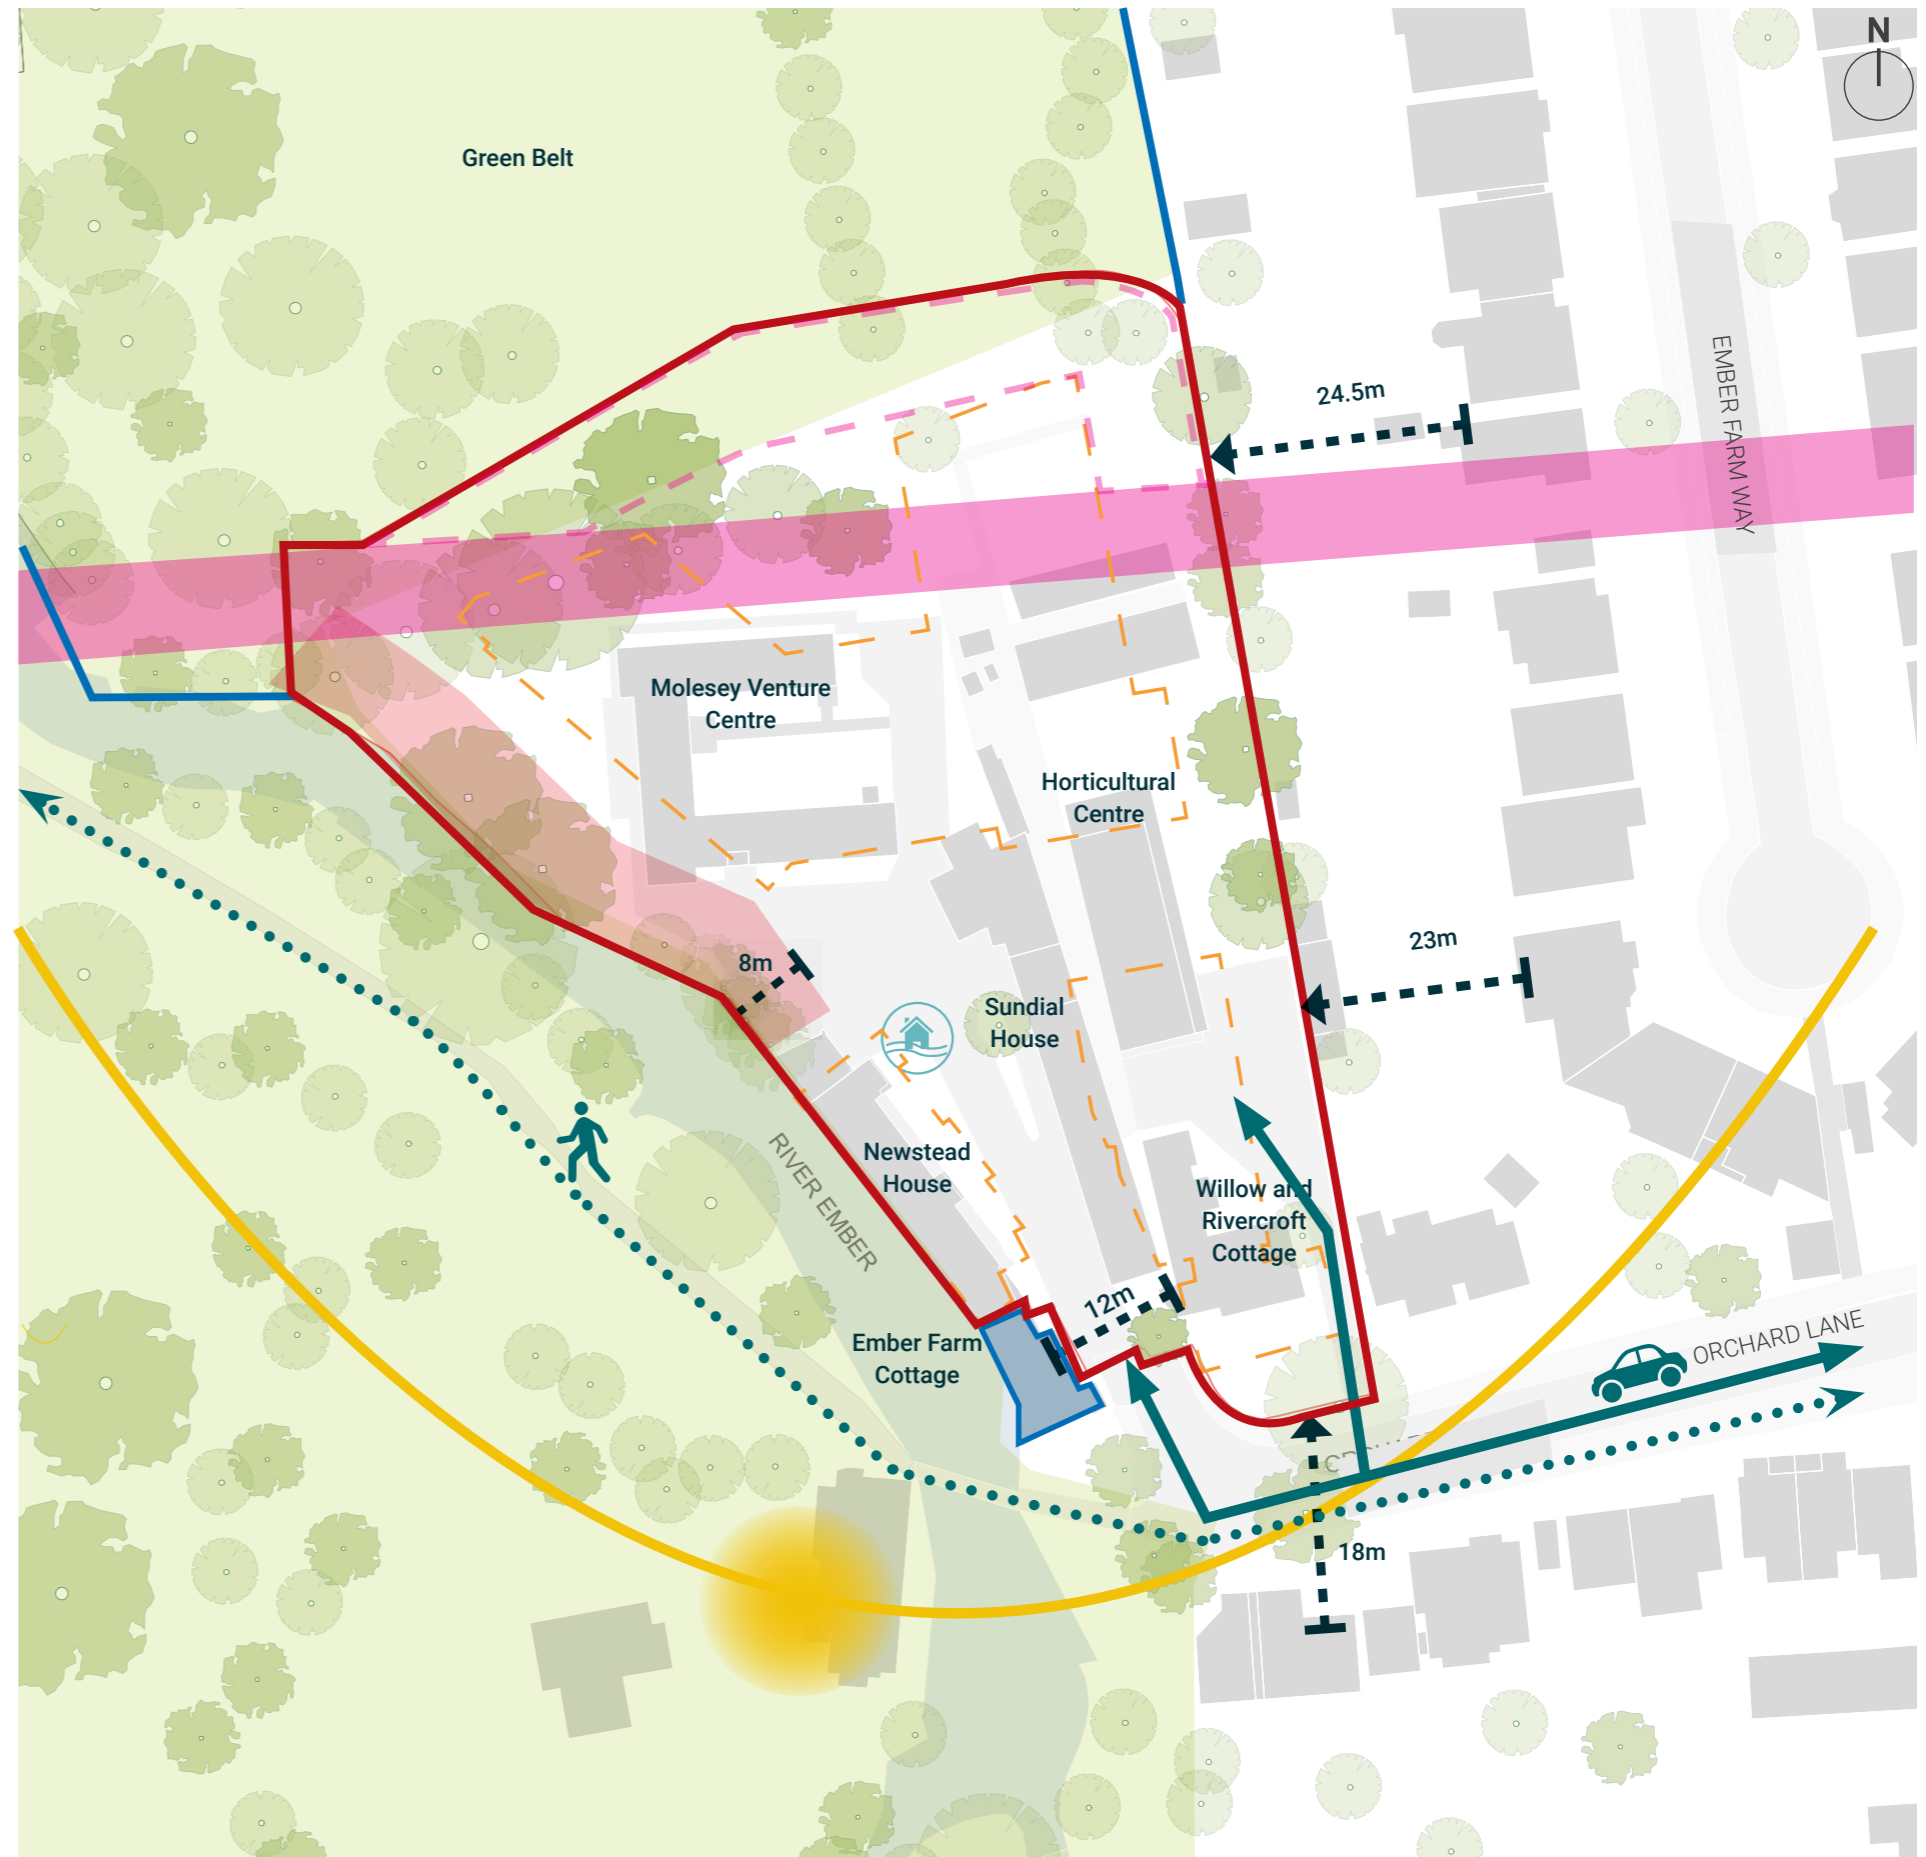 N
Green Belt
EMBER FARM WAY
24.5m
Molesey Venture
Centre
Horticultural
Centre
23m
8m
Sundial
House
RIVER EMBER
Newstead
House
Willow and
Rivercroft
Cottage
12m
Ember Farm
Cottage
ORCHARD LANE
18m